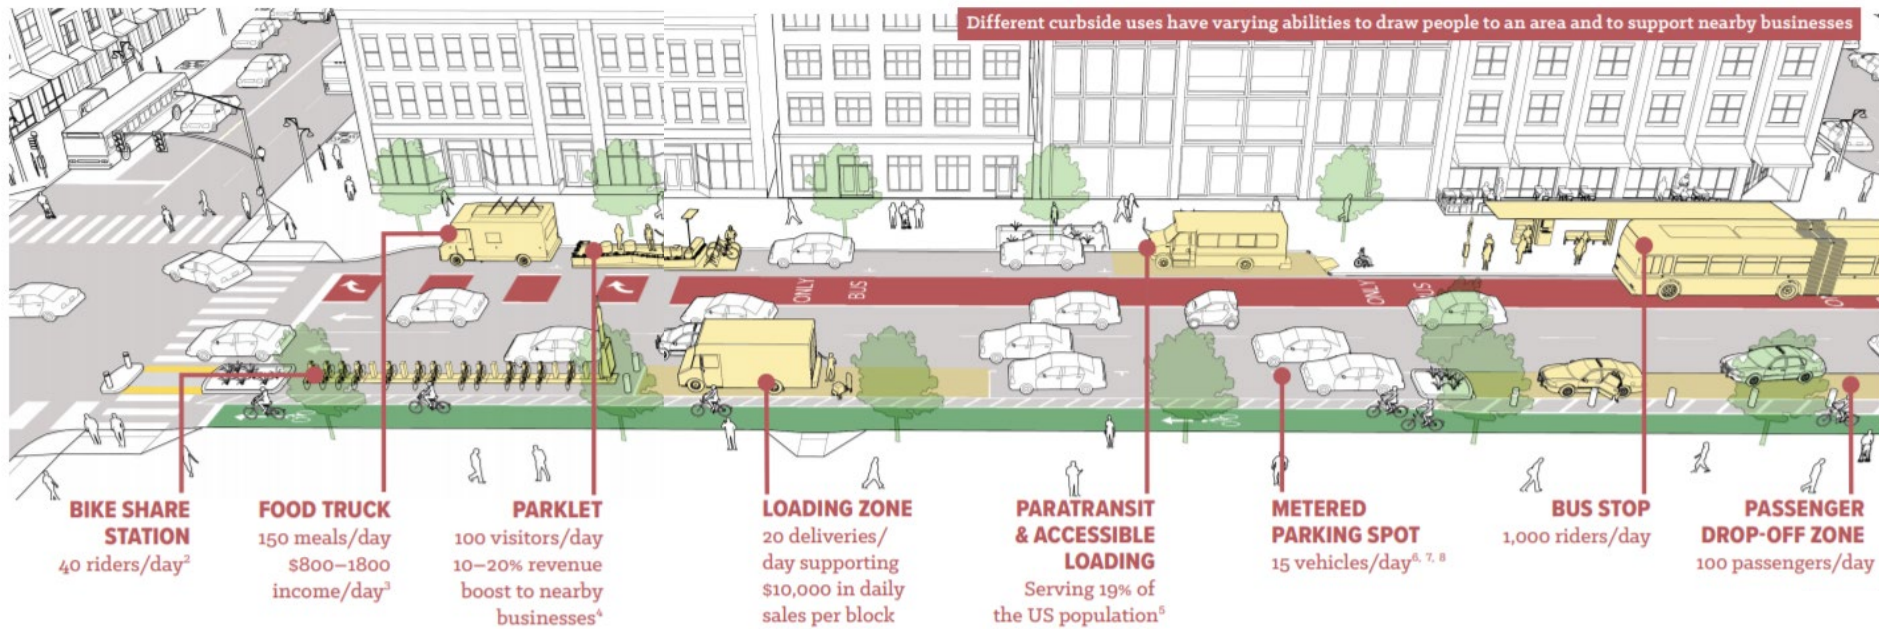 Different curbside uses have varying abilities to draw people to an area and to support nearby businesses
ONLY
BUS
ONLY
BUS
BIKE SHARE
STATION
40 riders/day²
FOOD TRUCK
150 meals/day
$800–1800
income/day³
PARKLET
100 visitors/day
10–20% revenue
boost to nearby
businesses⁴
LOADING ZONE
20 deliveries/
day supporting
$10,000 in daily
sales per block
PARATRANSIT
& ACCESSIBLE
LOADING
Serving 19% of
the US population⁵
METERED
PARKING SPOT
15 vehicles/day⁶, ⁷, ⁸
BUS STOP
1,000 riders/day
PASSENGER
DROP-OFF ZONE
100 passengers/day